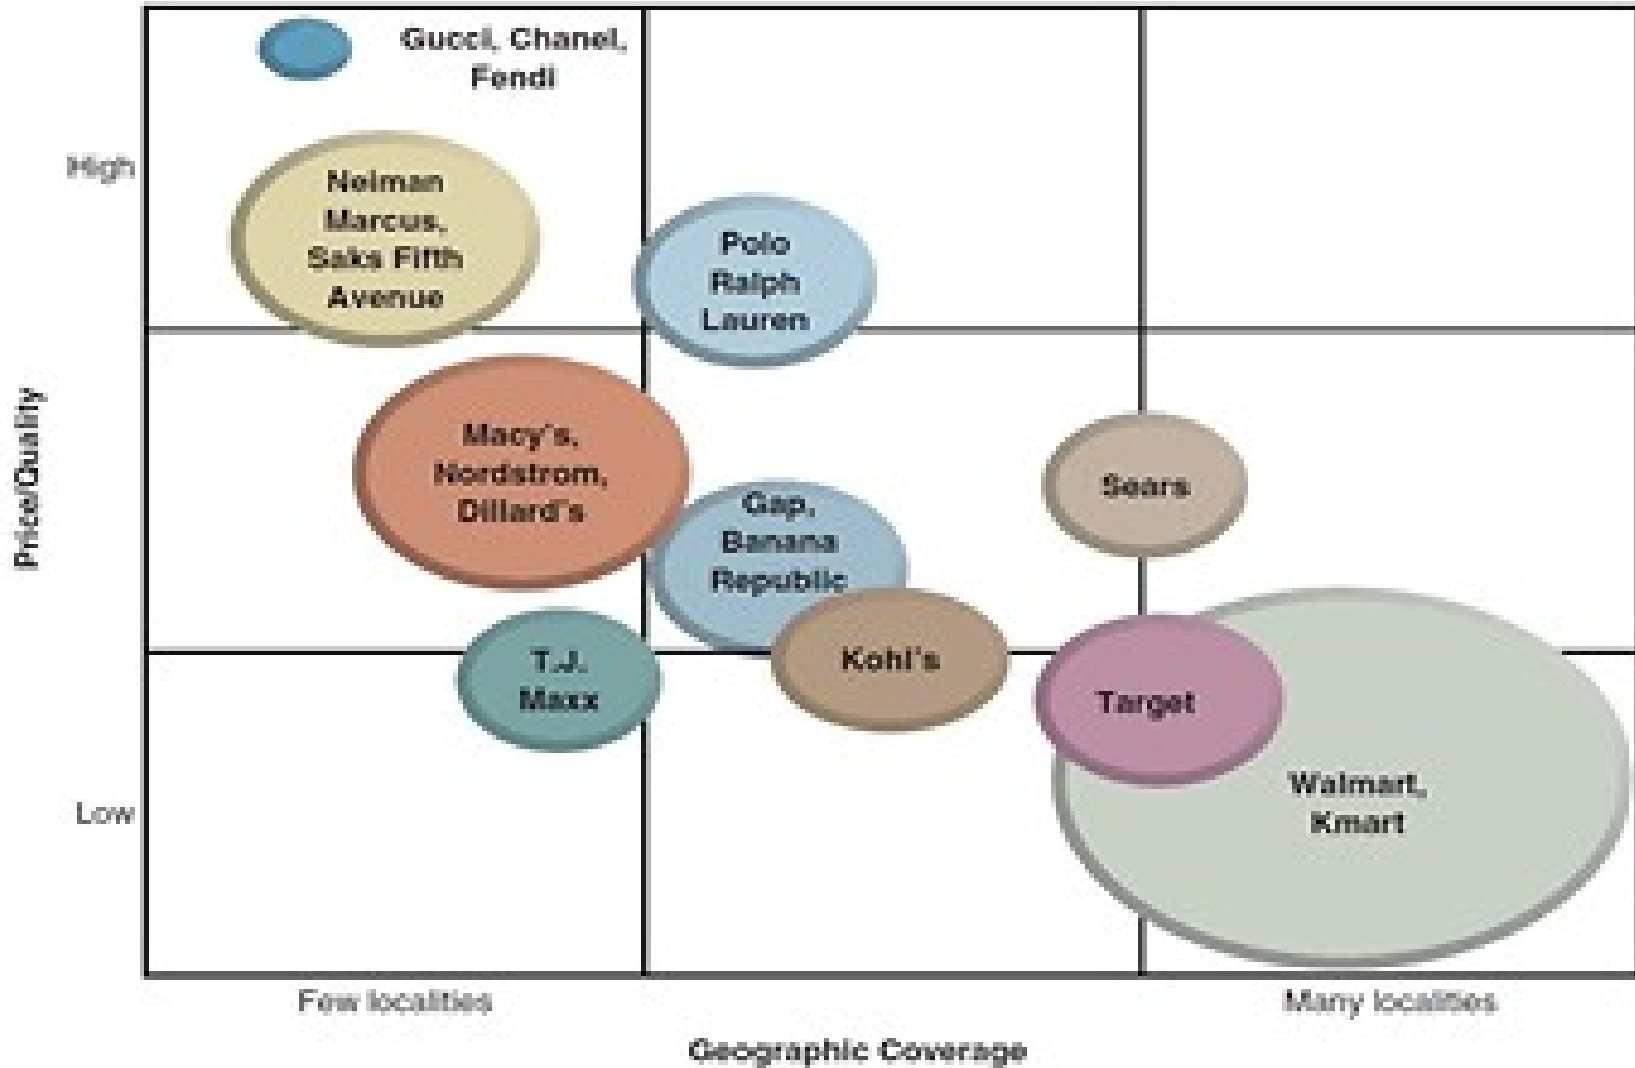 Gucci, Chanel,
Fendi
High
Neiman
Marcus,
Saks Fifth
Avenue
Polo
Ralph
Lauren
Price/Quality
Macy's,
Nordstrom,
Dillard's
Gap,
Banana
Republic
Sears
T.J.
Maxx
Kohl's
Target
Low
Walmart,
Kmart
Few localities
Many localities
Geographic Coverage